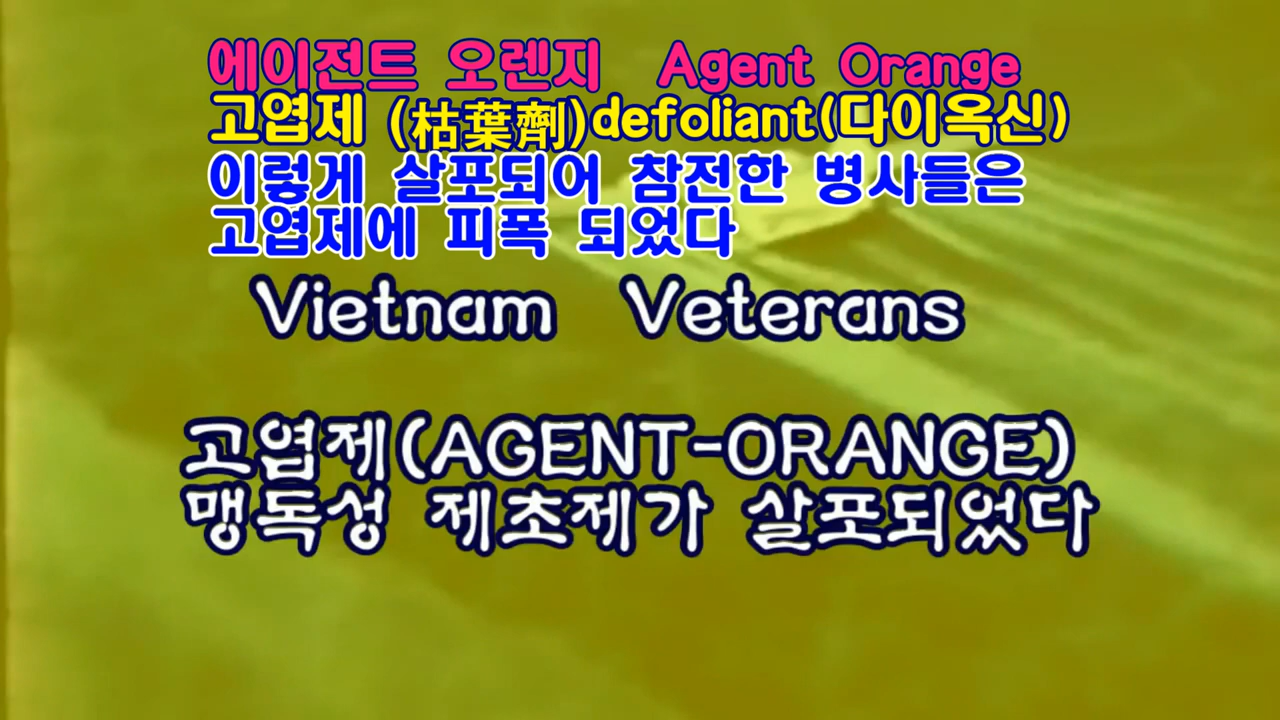 에이전트 오렌지 Agent Orange
고엽제 (枯葉劑)defoliant(다이옥신)
이렇게 살포되어 참전한 병사들은
고엽제에 피폭 되었다
Vietnam Veterans
고엽제(AGENT-ORANGE)
맹독성 제초제가 살포되었다